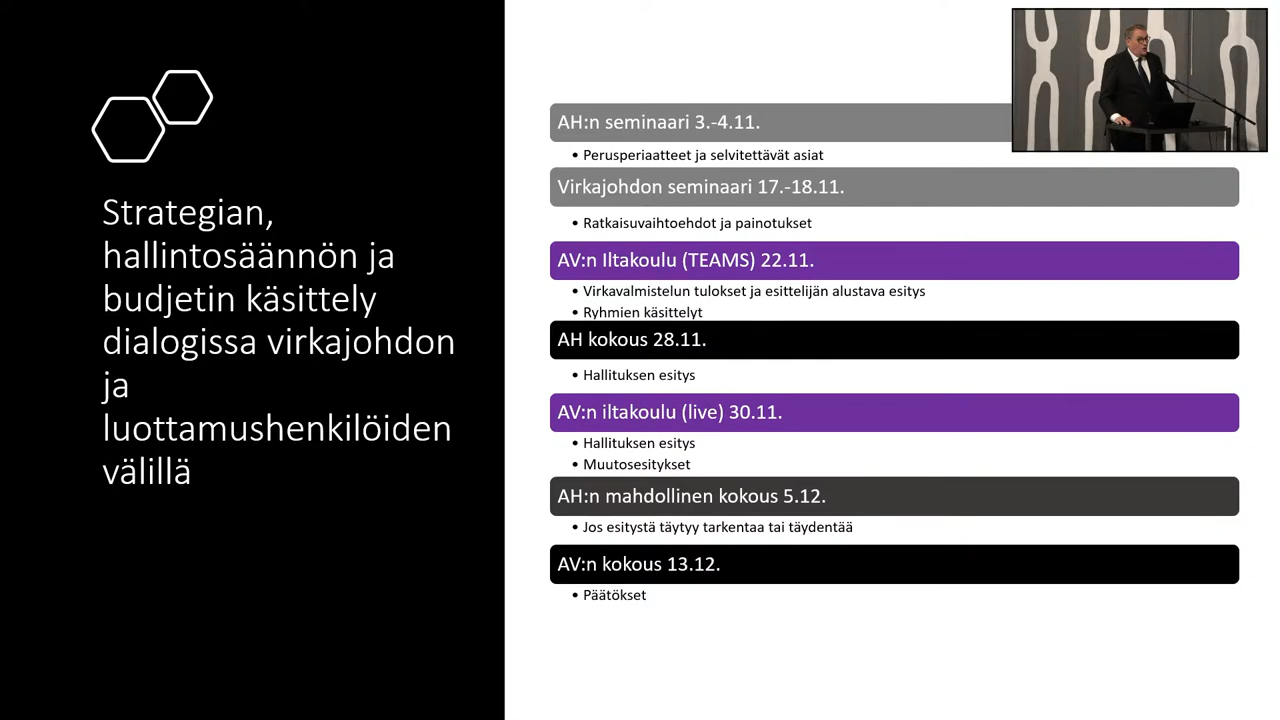 Strategian,
hallintosäännön ja
budjetin käsittely
dialogissa virkajohdon
ja
luottamushenkilöiden
välillä
AH:n seminaari 3.-4.11.
• Perusperiaatteet ja selvitettävät asiat
Virkajohdon seminaari 17.-18.11.
• Ratkaisuvaihtoehdot ja painotukset
AV:n Iltakoulu (TEAMS) 22.11.
• Virkavalmistelun tulokset ja esittelijän alustava esitys
• Ryhmien käsittelyt
AH kokous 28.11.
• Hallituksen esitys
AV:n iltakoulu (live) 30.11.
• Hallituksen esitys
• Muutosesitykset
AH:n mahdollinen kokous 5.12.
• Jos esitystä täytyy tarkentaa tai täydentää
AV:n kokous 13.12.
• Päätökset